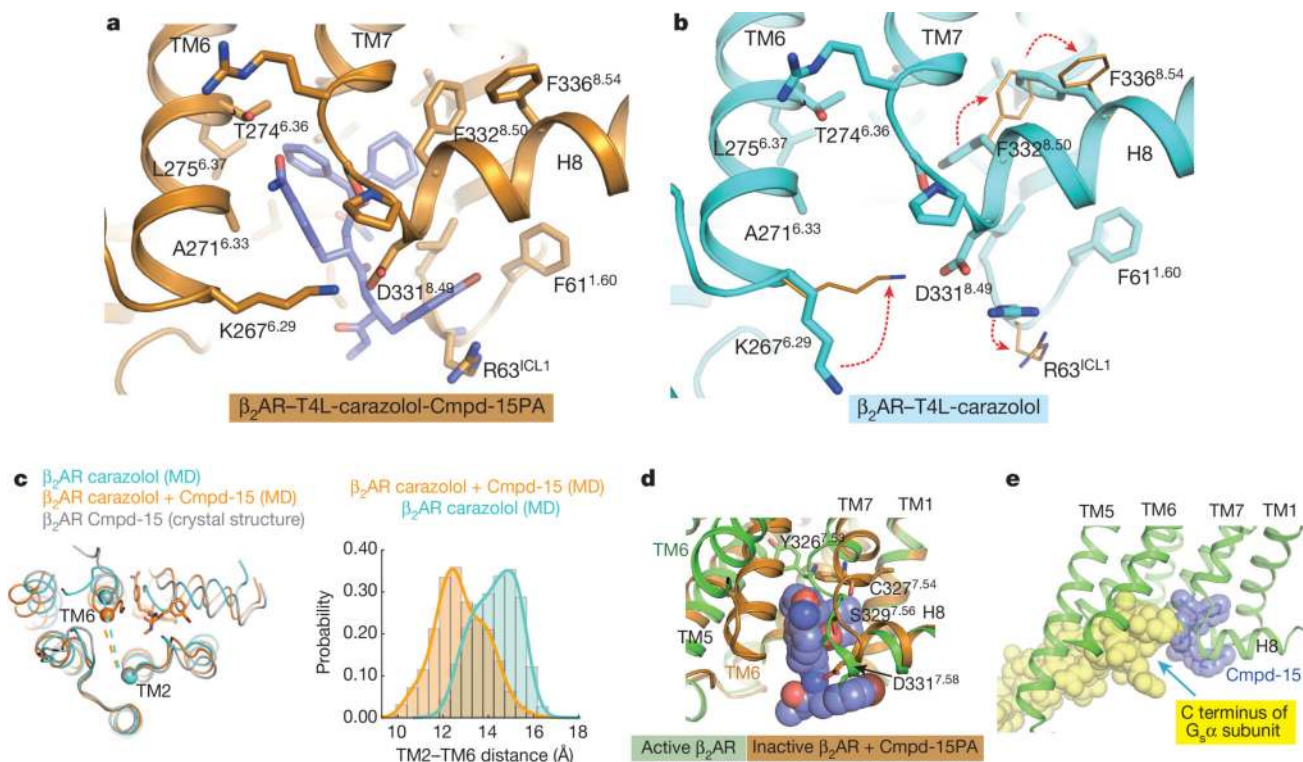 a
TM6
TM7
F336^8.54
T274^6.36
F332^8.50
L275^6.37
H8
A271^6.33
F61^1.60
D331^8.49
K267^6.29
R63^ICL1
β₂AR–T4L-carazolol-Cmpd-15PA
b
TM6
TM7
F336^8.54
T274^6.36
F332^8.50
L275^6.37
H8
A271^6.33
F61^1.60
D331^8.49
K267^6.29
R63^ICL1
β₂AR–T4L-carazolol
c
β₂AR carazolol (MD)
β₂AR carazolol + Cmpd-15 (MD)
β₂AR Cmpd-15 (crystal structure)
TM6
TM2
β₂AR carazolol + Cmpd-15 (MD)
β₂AR carazolol (MD)
Probability
0.40
0.30
0.20
0.10
0.00
10 12 14 16 18
TM2–TM6 distance (Å)
d
TM7 TM1
TM6
Y326^7.53
C327^7.54
S329^7.56
H8
TM5
TM6
D331^7.58
Active β₂AR
Inactive β₂AR + Cmpd-15PA
e
TM5 TM6 TM7 TM1
H8
Cmpd-15
C terminus of
Gₛα subunit